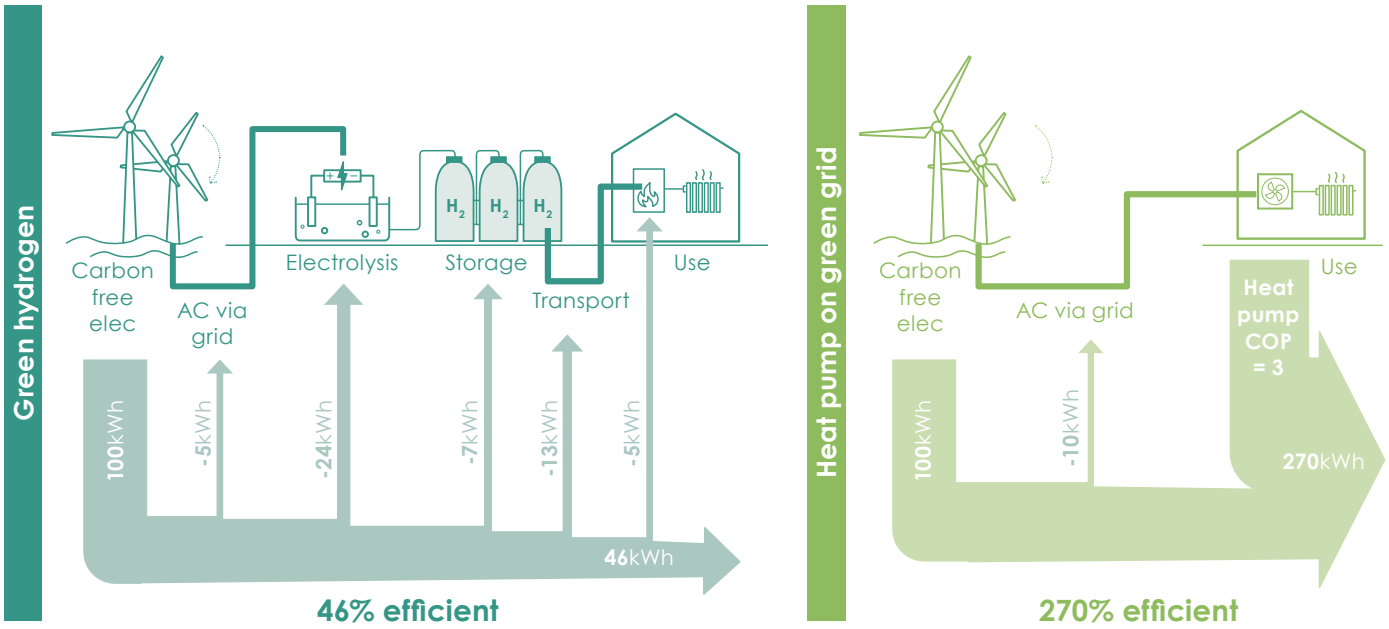 Green hydrogen
H2
H2
H2
Carbon
free
elec
AC via
grid
Electrolysis
Storage
Transport
Use
100kWh
-5kWh
-24kWh
-7kWh
-13kWh
-5kWh
46kWh
46% efficient
Heat pump on green grid
Carbon
free
elec
AC via grid
Use
Heat
pump
COP
= 3
100kWh
-10kWh
270kWh
270% efficient